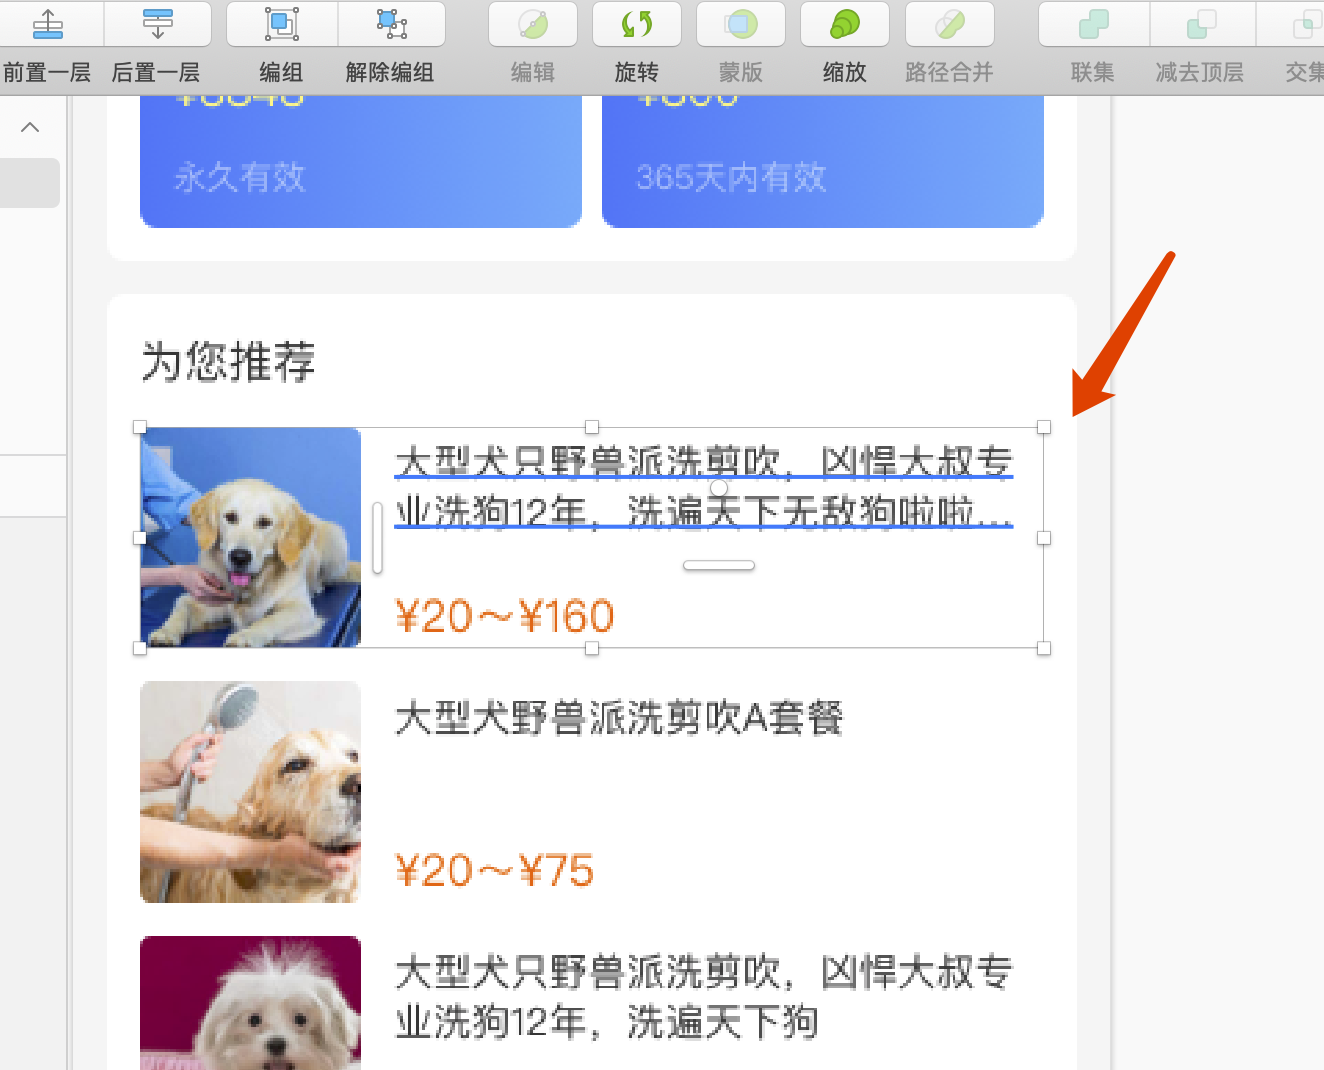 前置一层 后置一层 编组 解除编组 编辑 旋转 蒙版 缩放 路径合并 联集 减去顶层
永久有效 365天内有效
为您推荐
大型犬只野兽派洗剪吹，凶悍大叔专
业洗狗12年，洗遍天下无敌狗啦啦...
¥20～¥160
大型犬野兽派洗剪吹A套餐
¥20～¥75
大型犬只野兽派洗剪吹，凶悍大叔专
业洗狗12年，洗遍天下狗